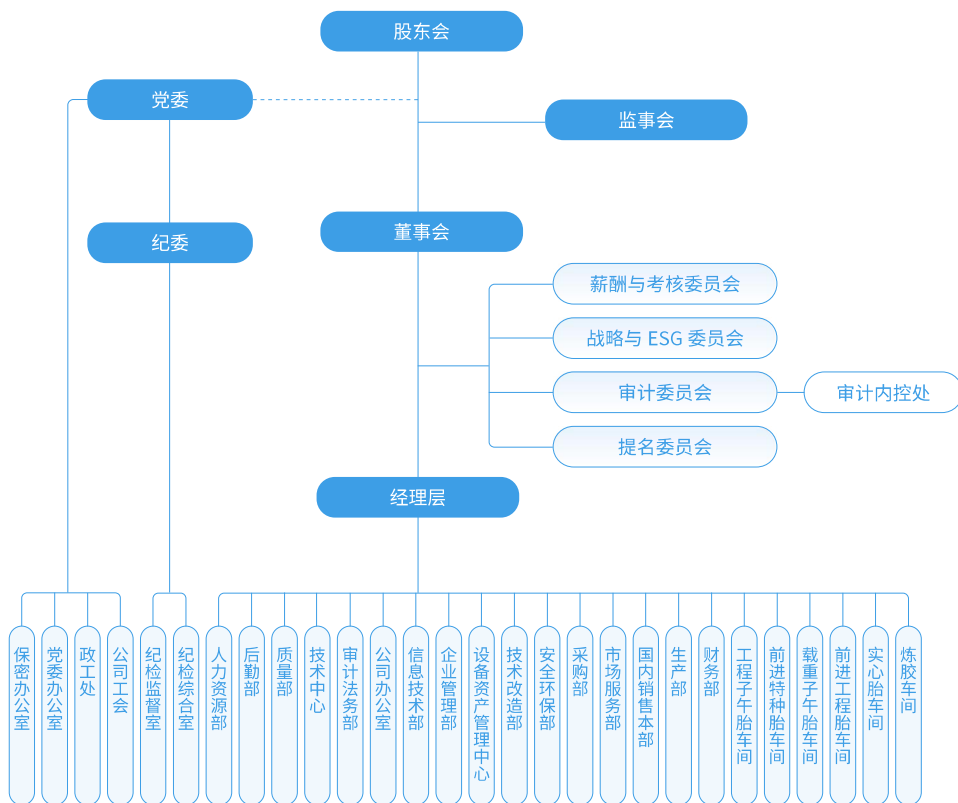 股东会
党委
监事会
董事会
纪委
薪酬与考核委员会
战略与 ESG 委员会
审计委员会
审计内控处
提名委员会
经理层
保密办公室
党委办公室
政工处
公司工会
纪检监督室
纪检综合室
人力资源部
后勤部
质量部
技术中心
审计法务部
公司办公室
信息技术部
企业管理部
设备资产管理中心
技术改造部
安全环保部
采购部
市场服务部
国内销售本部
生产部
财务部
工程子午胎车间
前进特种胎车间
载重子午胎车间
前进工程胎车间
实心胎车间
炼胶车间